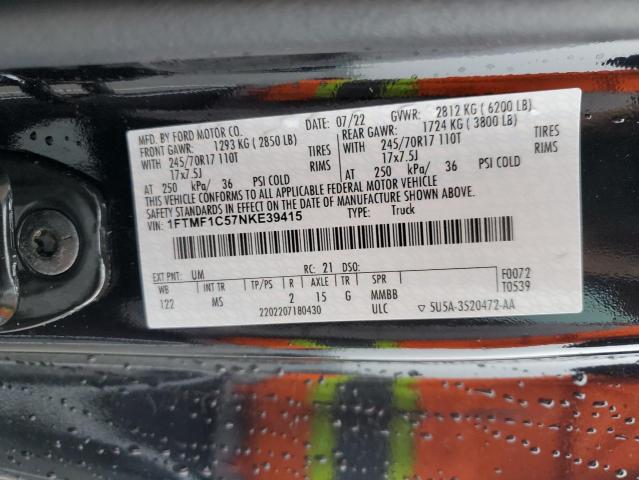 MFD. BY FORD MOTOR CO.
DATE: 07/22 GVWR: 2812 KG ( 6200 LB)
FRONT GAWR: 1293 KG ( 2850 LB) REAR GAWR: 1724 KG ( 3800 LB)
WITH 245/70R17 110T TIRES WITH 245/70R17 110T TIRES
17x7.5J RIMS 17x7.5J RIMS
AT 250 kPa/ 36 PSI COLD AT 250 kPa/ 36 PSI COLD
THIS VEHICLE CONFORMS TO ALL APPLICABLE FEDERAL MOTOR VEHICLE
SAFETY STANDARDS IN EFFECT ON THE DATE OF MANUFACTURE SHOWN ABOVE.
VIN: 1FTMF1C57NKE39415 TYPE: Truck
EXT PNT: UM RC: 21 DSO: F0072
WB INT TR TP/PS R AXLE TR SPR T0539
122 MS 2 15 G MMBB
2202207180430 ULC 5U5A-3520472-AA